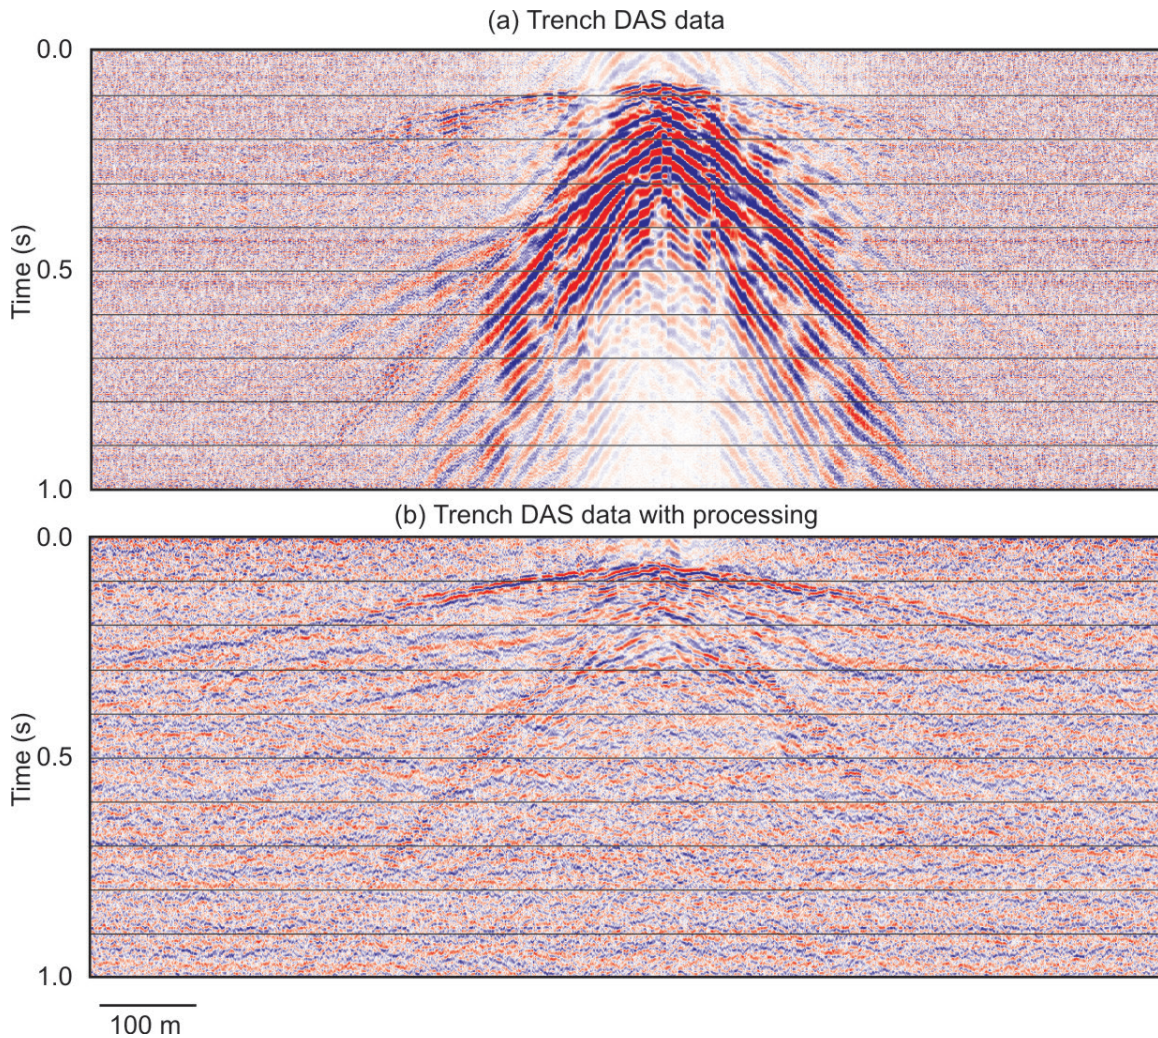 (a) Trench DAS data
0.0
Time (s)
0.5
1.0
(b) Trench DAS data with processing
0.0
Time (s)
0.5
1.0
100 m